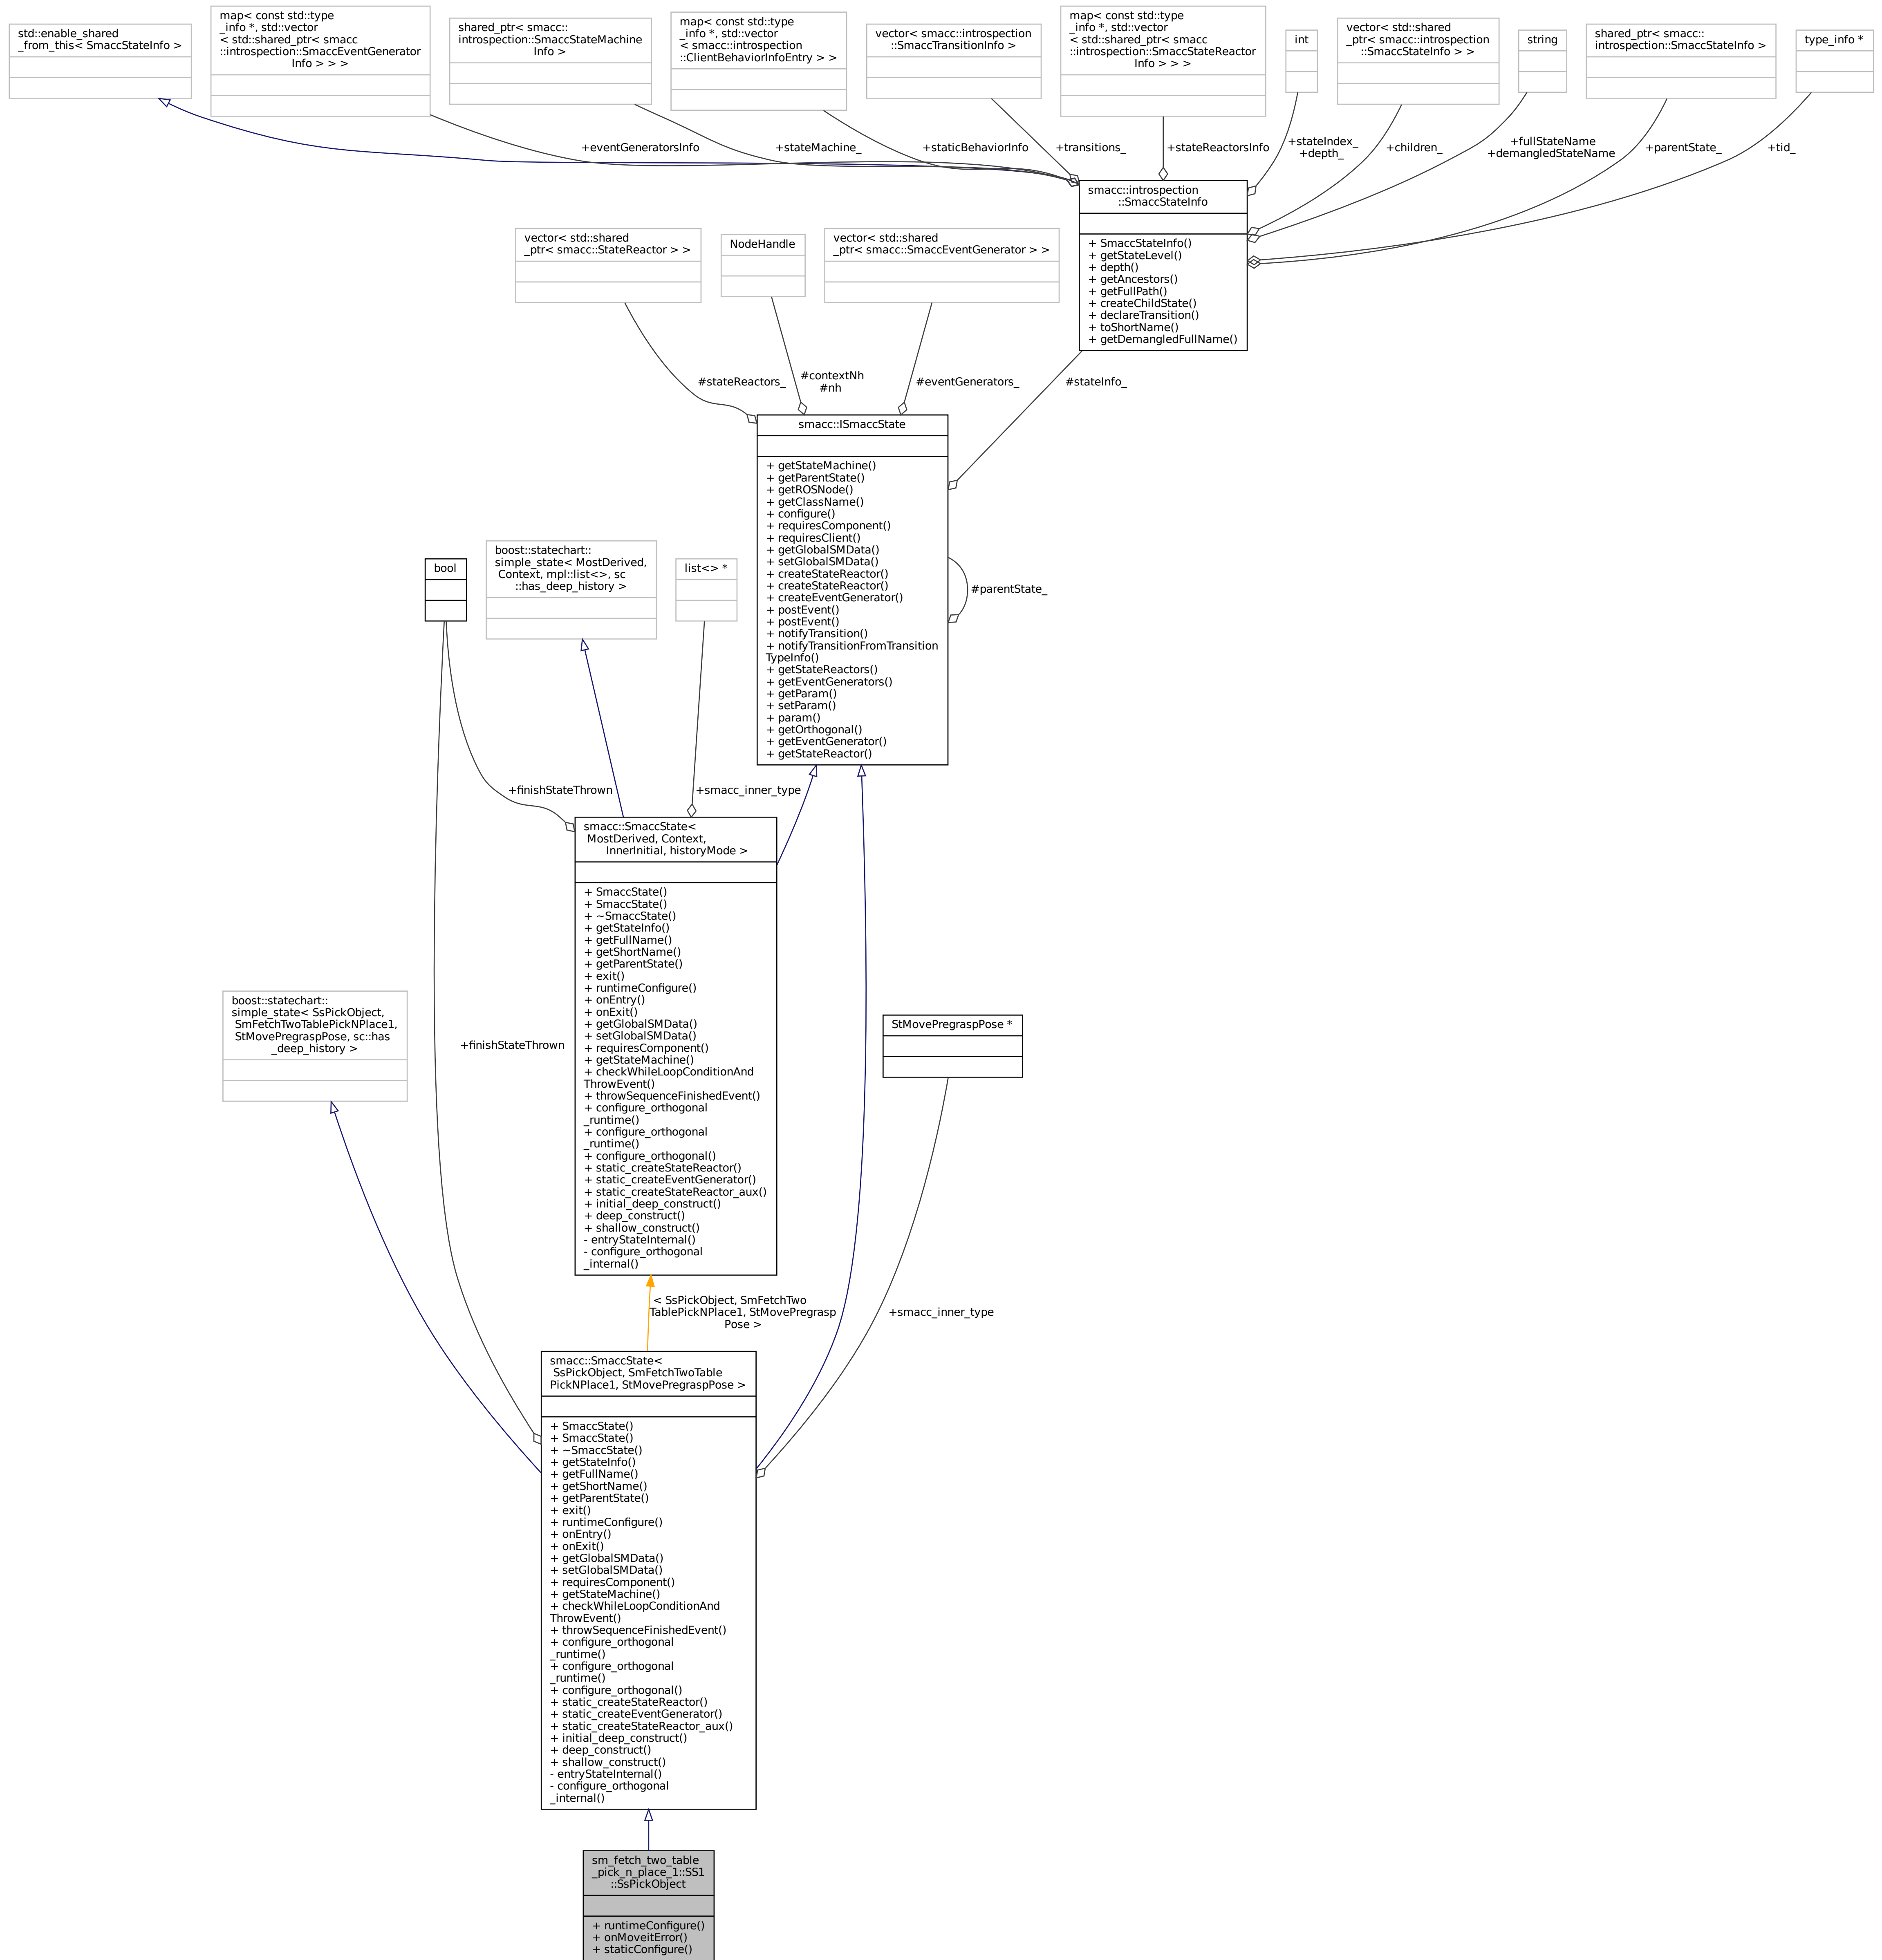 std::enable_shared
_from_this< SmaccStateInfo >
map< const std::type
_info *, std::vector
< std::shared_ptr< smacc
::introspection::SmaccEventGenerator
Info > > >
shared_ptr< smacc::
introspection::SmaccStateMachine
Info >
map< const std::type
_info *, std::vector
< smacc::introspection
::ClientBehaviorInfoEntry > >
vector< smacc::introspection
::SmaccTransitionInfo >
map< const std::type
_info *, std::vector
< std::shared_ptr< smacc
::introspection::SmaccStateReactor
Info > > >
int
vector< std::shared
_ptr< smacc::introspection
::SmaccStateInfo > >
string
shared_ptr< smacc::
introspection::SmaccStateInfo >
type_info *
+eventGeneratorsInfo
+stateMachine_
+staticBehaviorInfo
+transitions_
+stateReactorsInfo
+stateIndex_
+depth_
+children_
+fullStateName
+demangledStateName
+parentState_
+tid_
smacc::introspection
::SmaccStateInfo
+ SmaccStateInfo()
+ getStateLevel()
+ depth()
+ getAncestors()
+ getFullPath()
+ createChildState()
+ declareTransition()
+ toShortName()
+ getDemangledFullName()
vector< std::shared
_ptr< smacc::StateReactor > >
NodeHandle
vector< std::shared
_ptr< smacc::SmaccEventGenerator > >
#stateReactors_
#contextNh
#nh
#eventGenerators_
#stateInfo_
smacc::ISmaccState
+ getStateMachine()
+ getParentState()
+ getROSNode()
+ getClassName()
+ configure()
+ requiresComponent()
+ requiresClient()
+ getGlobalSMData()
+ setGlobalSMData()
+ createStateReactor()
+ createStateReactor()
+ createEventGenerator()
+ postEvent()
+ postEvent()
+ notifyTransition()
+ notifyTransitionFromTransition
TypeInfo()
+ getStateReactors()
+ getEventGenerators()
+ getParam()
+ setParam()
+ param()
+ getOrthogonal()
+ getEventGenerator()
+ getStateReactor()
#parentState_
bool
boost::statechart::
simple_state< MostDerived,
Context, mpl::list<>, sc
::has_deep_history >
list<> *
+finishStateThrown
+smacc_inner_type
smacc::SmaccState<
MostDerived, Context,
InnerInitial, historyMode >
+ SmaccState()
+ SmaccState()
+ ~SmaccState()
+ getStateInfo()
+ getFullName()
+ getShortName()
+ getParentState()
+ exit()
+ runtimeConfigure()
+ onEntry()
+ onExit()
+ getGlobalSMData()
+ setGlobalSMData()
+ requiresComponent()
+ getStateMachine()
+ checkWhileLoopConditionAnd
ThrowEvent()
+ throwSequenceFinishedEvent()
+ configure_orthogonal
_runtime()
+ configure_orthogonal
_runtime()
+ configure_orthogonal()
+ static_createStateReactor()
+ static_createEventGenerator()
+ static_createStateReactor_aux()
+ initial_deep_construct()
+ deep_construct()
+ shallow_construct()
- entryStateInternal()
- configure_orthogonal
_internal()
boost::statechart::
simple_state< SsPickObject,
SmFetchTwoTablePickNPlace1,
StMovePregraspPose, sc::has
_deep_history >
+finishStateThrown
StMovePregraspPose *
< SsPickObject, SmFetchTwo
TablePickNPlace1, StMovePregrasp
Pose >
+smacc_inner_type
smacc::SmaccState<
SsPickObject, SmFetchTwoTable
PickNPlace1, StMovePregraspPose >
+ SmaccState()
+ SmaccState()
+ ~SmaccState()
+ getStateInfo()
+ getFullName()
+ getShortName()
+ getParentState()
+ exit()
+ runtimeConfigure()
+ onEntry()
+ onExit()
+ getGlobalSMData()
+ setGlobalSMData()
+ requiresComponent()
+ getStateMachine()
+ checkWhileLoopConditionAnd
ThrowEvent()
+ throwSequenceFinishedEvent()
+ configure_orthogonal
_runtime()
+ configure_orthogonal
_runtime()
+ configure_orthogonal()
+ static_createStateReactor()
+ static_createEventGenerator()
+ static_createStateReactor_aux()
+ initial_deep_construct()
+ deep_construct()
+ shallow_construct()
- entryStateInternal()
- configure_orthogonal
_internal()
sm_fetch_two_table
_pick_n_place_1::SS1
::SsPickObject
+ runtimeConfigure()
+ onMoveitError()
+ staticConfigure()